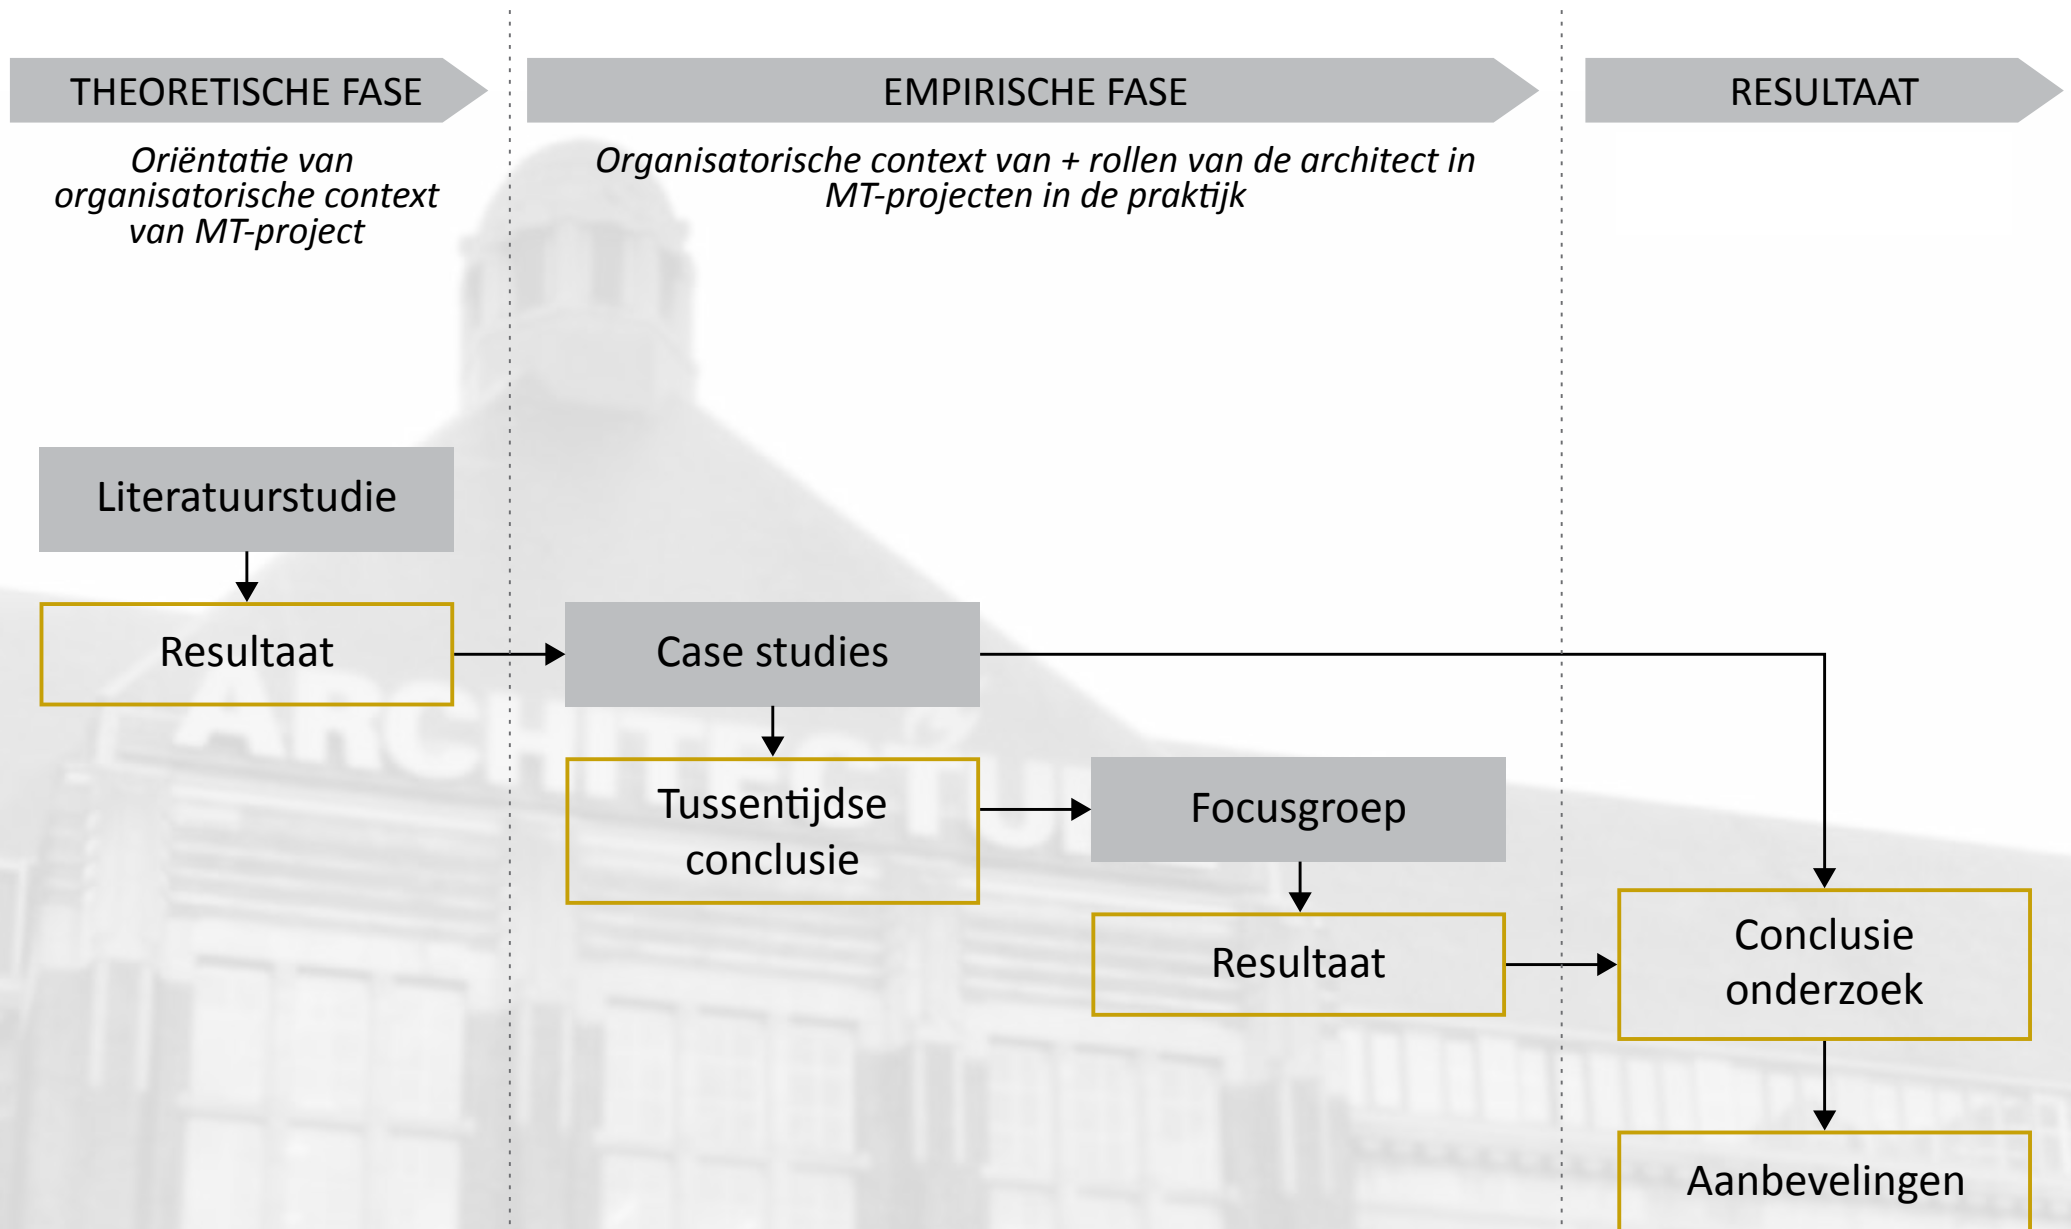 THEORETISCHE FASE
EMPIRISCHE FASE
RESULTAAT
Oriëntatie van
organisatorische context
van MT-project
Organisatorische context van + rollen van de architect in
MT-projecten in de praktijk
Literatuurstudie
Resultaat
Case studies
Tussentijdse
conclusie
Focusgroep
Resultaat
Conclusie
onderzoek
Aanbevelingen
ARCHITECTURE